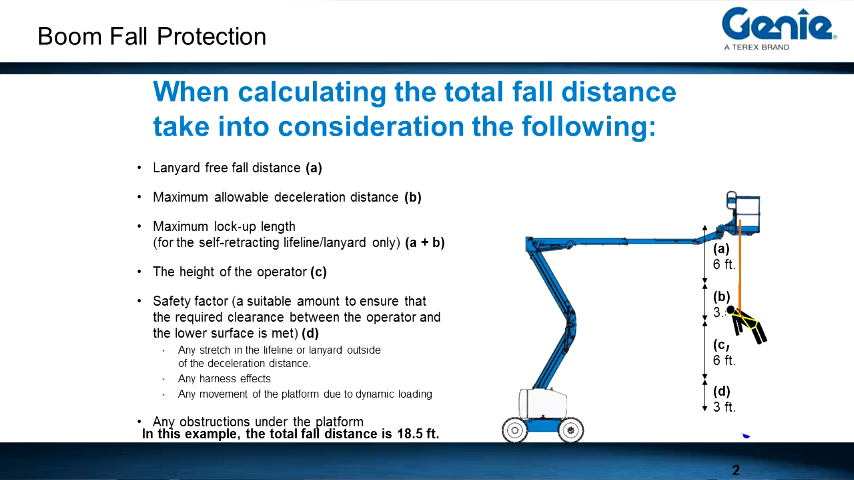 Boom Fall Protection
Genie
A TEREX BRAND
When calculating the total fall distance
take into consideration the following:
• Lanyard free fall distance (a)
• Maximum allowable deceleration distance (b)
• Maximum lock-up length
(for the self-retracting lifeline/lanyard only) (a + b)
• The height of the operator (c)
• Safety factor (a suitable amount to ensure that
the required clearance between the operator and
the lower surface is met) (d)
• Any stretch in the lifeline or lanyard outside
of the deceleration distance.
• Any harness effects
• Any movement of the platform due to dynamic loading
• Any obstructions under the platform
In this example, the total fall distance is 18.5 ft.
(a)
6 ft.
(b)
3.
(c
6 ft.
(d)
3 ft.
2